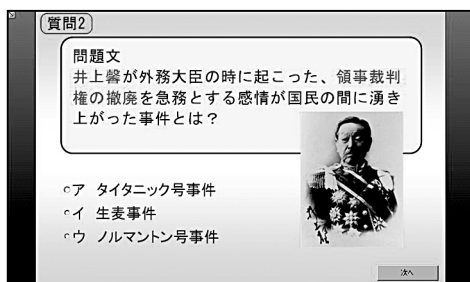 質問2
問題文
井上馨が外務大臣の時に起こった、領事裁判
権の撤廃を急務とする感情が国民の間に湧き
上がった事件とは？
ア タイタニック号事件
イ 生麦事件
ウ ノルマントン号事件
次へ